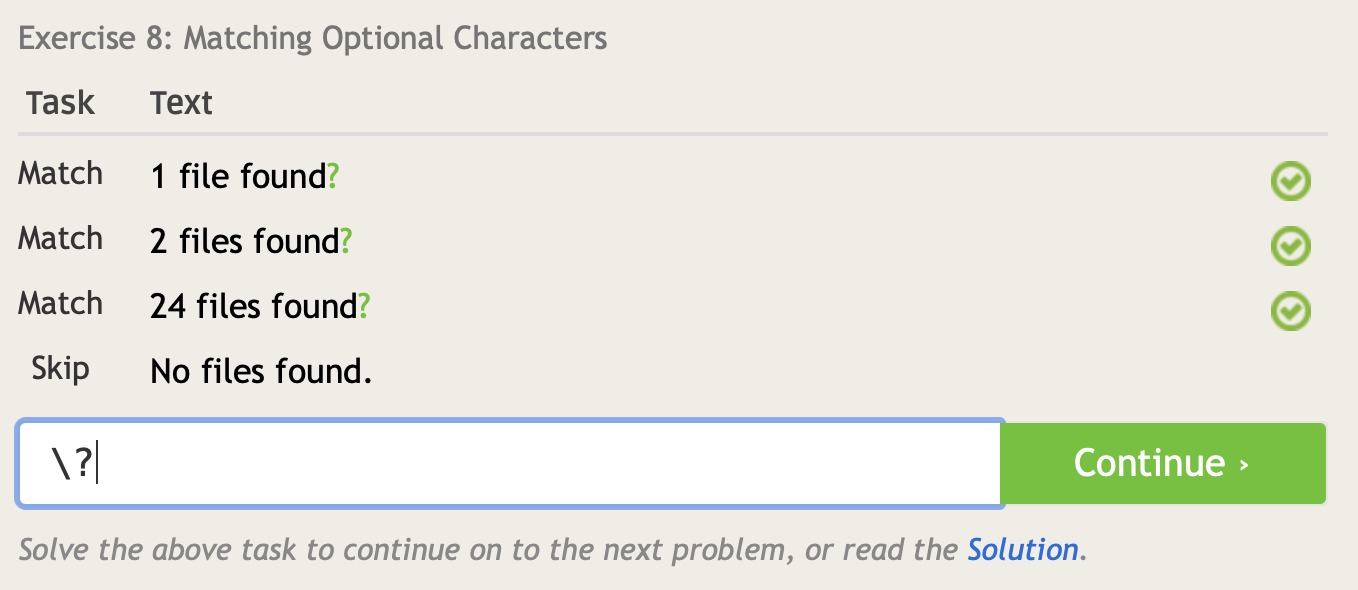 Exercise 8: Matching Optional Characters
Task Text
Match 1 file found?
Match 2 files found?
Match 24 files found?
Skip No files found.
\?
Continue ›
Solve the above task to continue on to the next problem, or read the Solution.